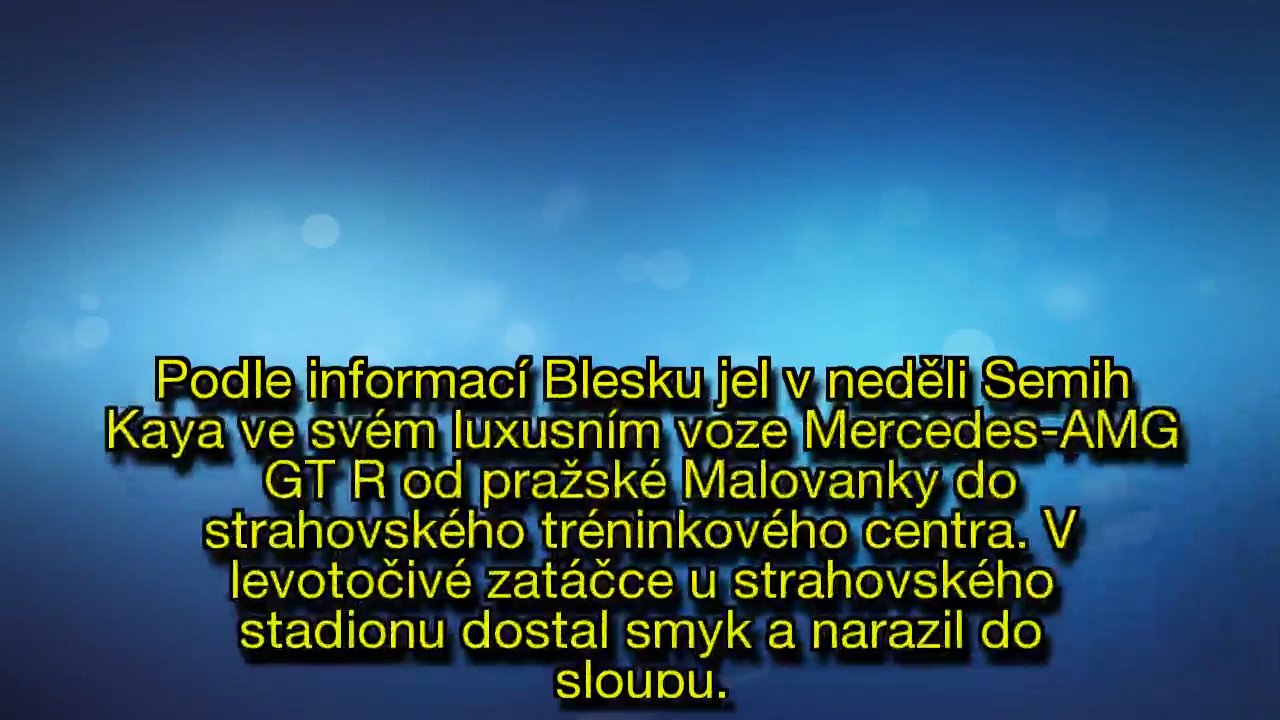 Podle informací Blesku jel v neděli Semih
Kaya ve svém luxusním voze Mercedes-AMG
GT R od pražské Malovanky do
strahovského tréninkového centra. V
levotočivé zatáčce u strahovského
stadionu dostal smyk a narazil do
sloupu.